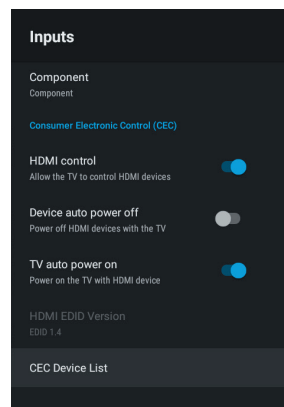 Inputs
Component
Component
Consumer Electronic Control (CEC)
HDMI control
Allow the TV to control HDMI devices
Device auto power off
Power off HDMI devices with the TV
TV auto power on
Power on the TV with HDMI device
HDMI EDID Version
EDID 1.4
CEC Device List